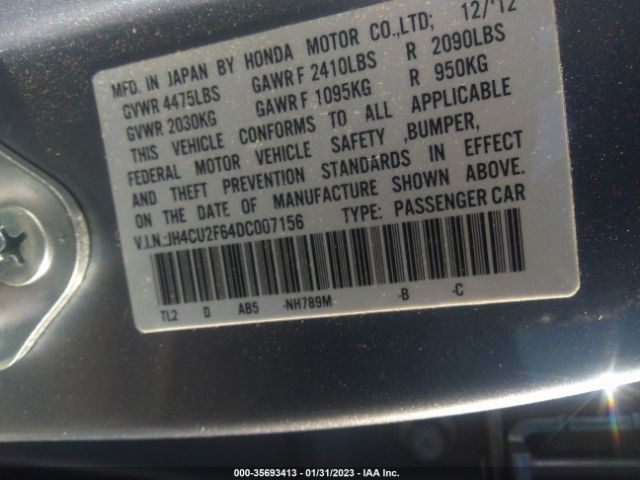 MFD. IN JAPAN BY HONDA MOTOR CO.,LTD; 12/'12
GVWR 4475LBS GAWR F 2410LBS R 2090LBS
GVWR 2030KG GAWR F 1095KG R 950KG
THIS VEHICLE CONFORMS TO ALL APPLICABLE
FEDERAL MOTOR VEHICLE SAFETY ,BUMPER,
AND THEFT PREVENTION STANDARDS IN EFFECT
ON THE DATE OF MANUFACTURE SHOWN ABOVE.
V.I.N.:JH4CU2F64DC007156 TYPE: PASSENGER CAR
TL2 D AB5 -NH789M -B -C
000-35693413 - 01/31/2023 - IAA Inc.